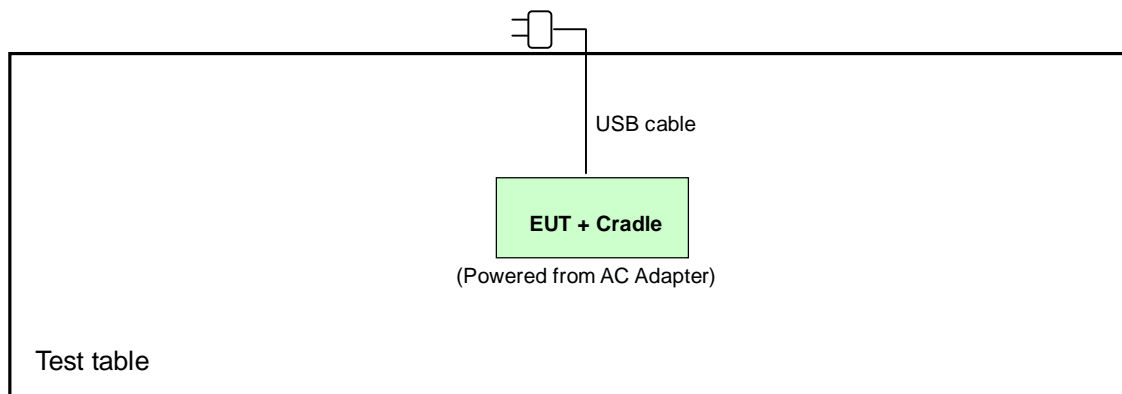 USB cable
EUT + Cradle
(Powered from AC Adapter)
Test table